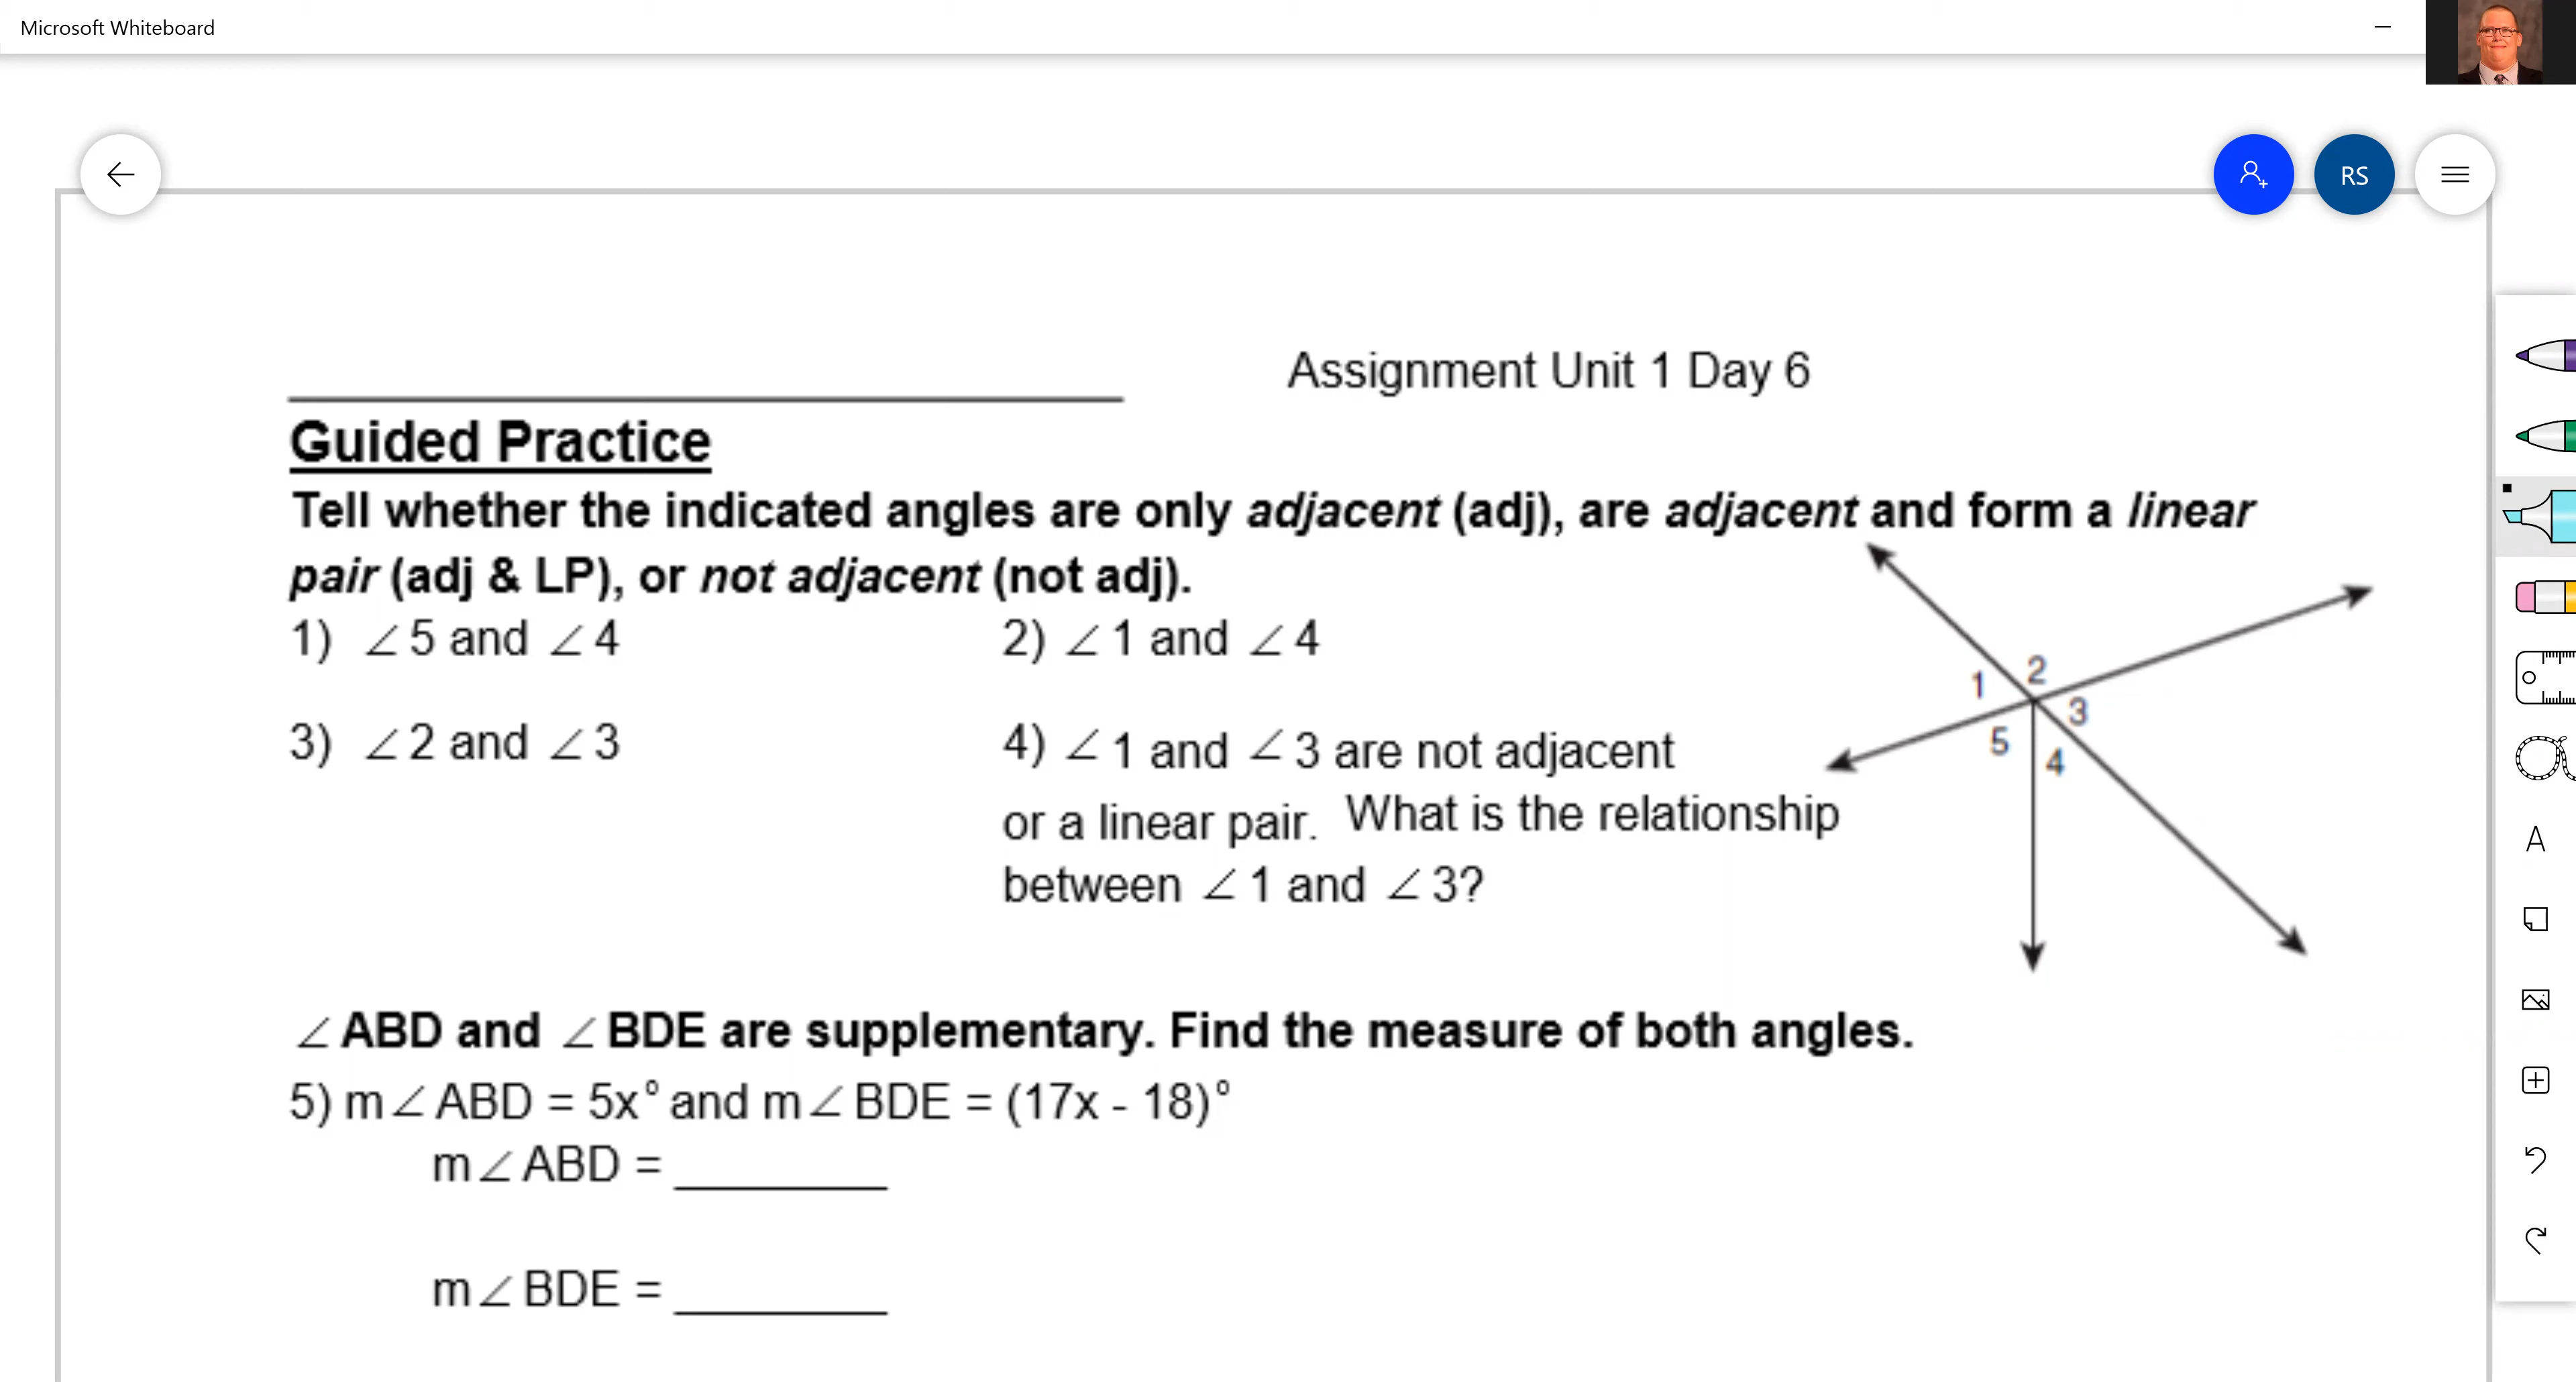 Microsoft Whiteboard
RS
Assignment Unit 1 Day 6
Guided Practice
Tell whether the indicated angles are only adjacent (adj), are adjacent and form a linear
pair (adj & LP), or not adjacent (not adj).
1) ∠5 and ∠4
2) ∠1 and ∠4
3) ∠2 and ∠3
4) ∠1 and ∠3 are not adjacent
or a linear pair. What is the relationship
between ∠1 and ∠3?
1 2
3
5 4
∠ABD and ∠BDE are supplementary. Find the measure of both angles.
5) m∠ABD = 5x° and m∠BDE = (17x - 18)°
m∠ABD = ________
m∠BDE = ________
A